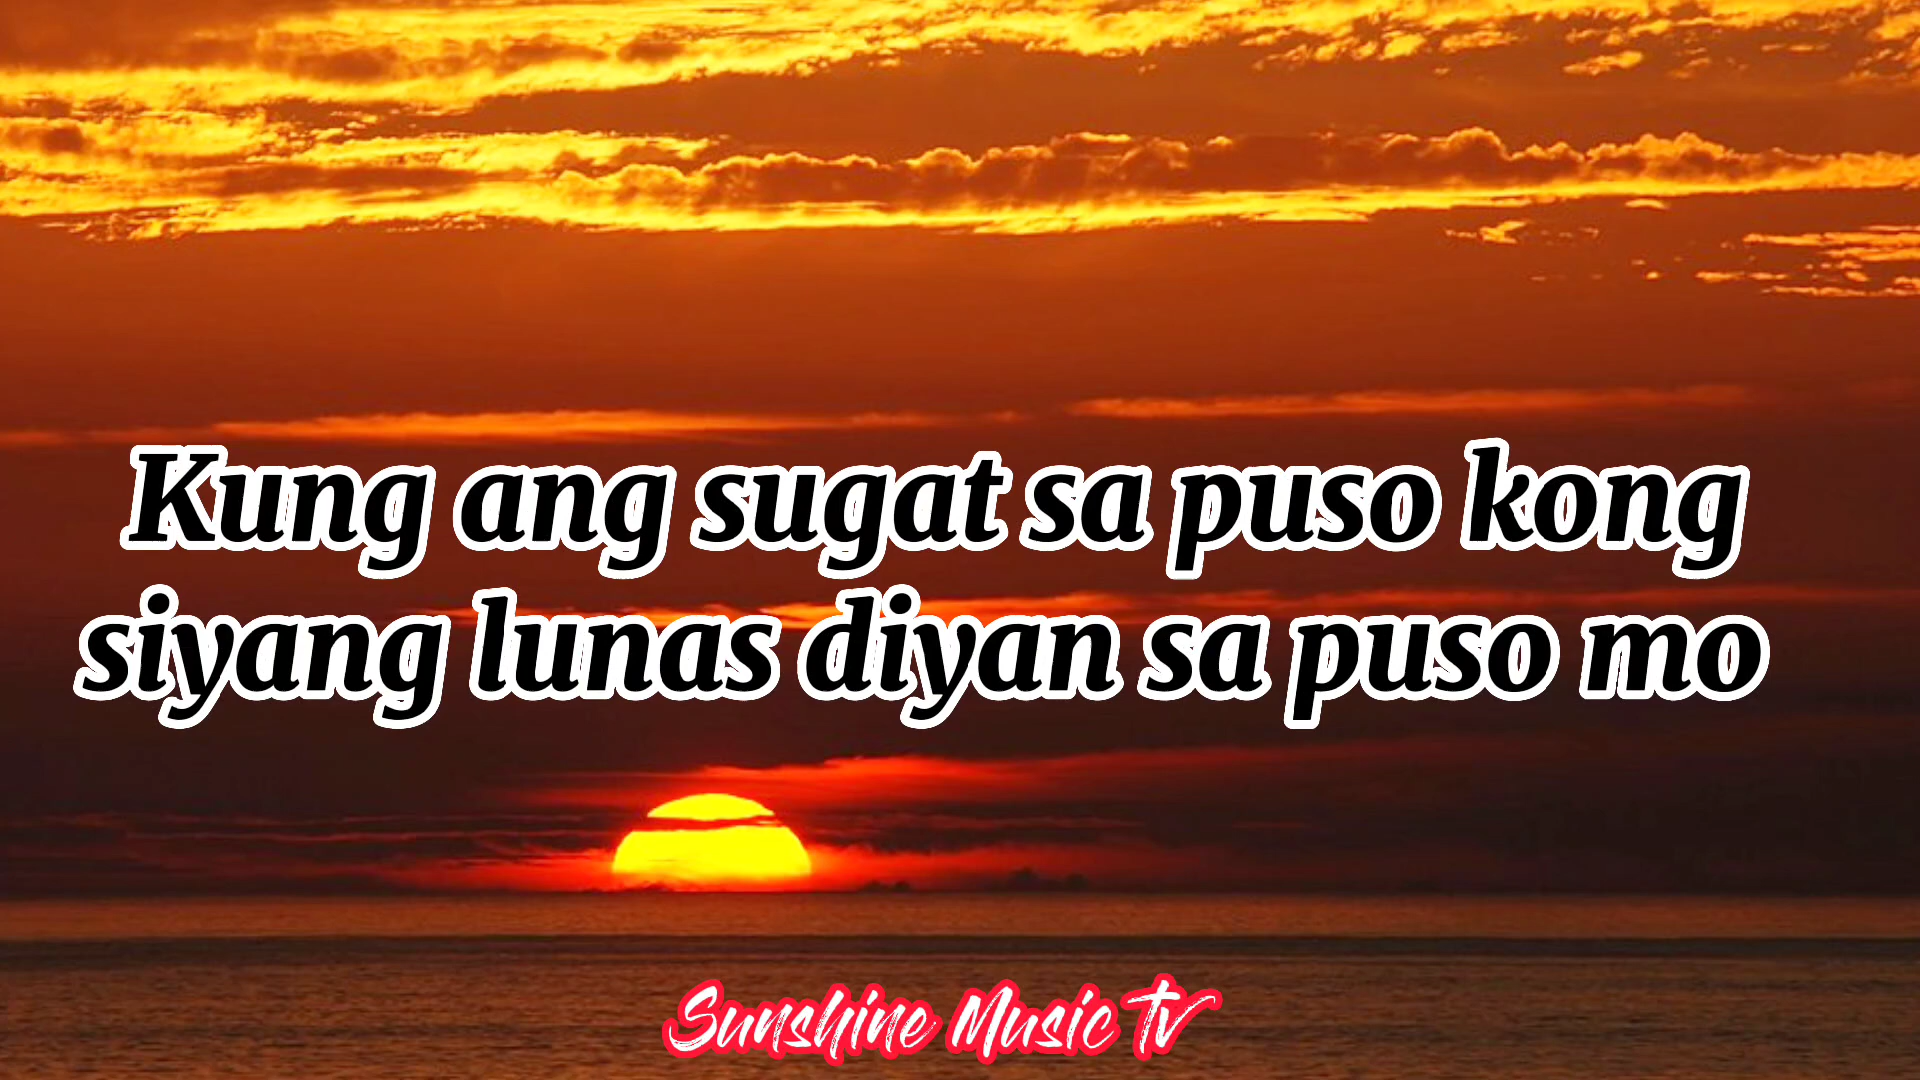 Kung ang sugat sa puso kong
siyang lunas diyan sa puso mo
Sunshine Music Tv